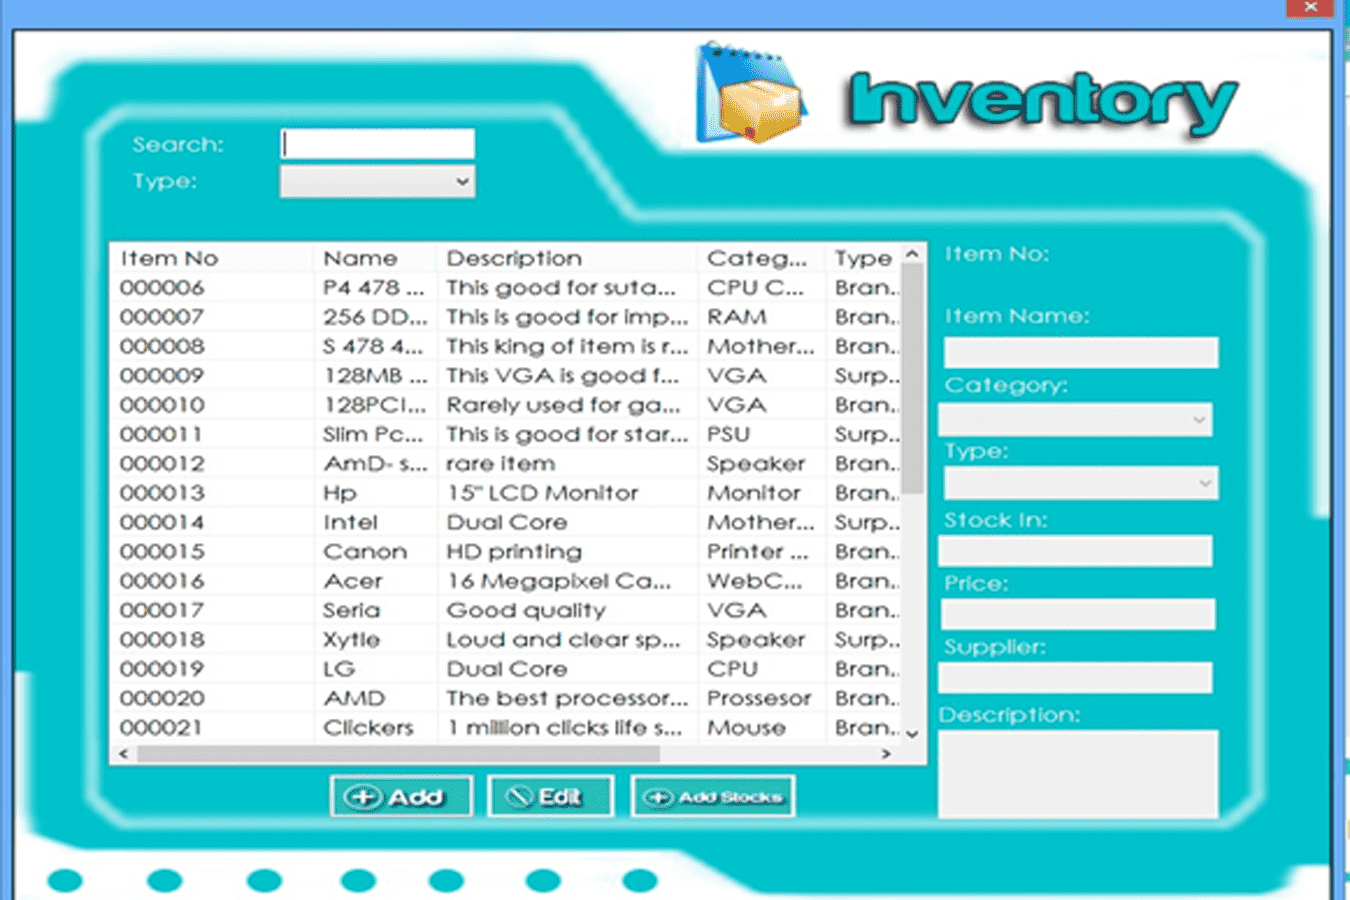 Inventory
Search:
Type:
Item No Name Description Categ... Type
000006 P4 478 ... This good for suta... CPU C... Bran..
000007 256 DD... This is good for imp... RAM Bran..
000008 S 478 4... This king of item is r... Mother... Bran..
000009 128MB ... This VGA is good f... VGA Surp..
000010 128PCI... Rarely used for ga... VGA Bran..
000011 Slim Pc... This is good for star... PSU Surp..
000012 AmD- s... rare item Speaker Bran..
000013 Hp 15" LCD Monitor Monitor Bran..
000014 Intel Dual Core Mother... Surp..
000015 Canon HD printing Printer ... Bran..
000016 Acer 16 Megapixel Ca... WebC... Bran..
000017 Seria Good quality VGA Bran..
000018 Xytle Loud and clear sp... Speaker Surp..
000019 LG Dual Core CPU Bran..
000020 AMD The best processor... Prossesor Bran..
000021 Clickers 1 million clicks life s... Mouse Bran..
Item No:
Item Name:
Category:
Type:
Stock In:
Price:
Supplier:
Description:
Add Edit Add Stocks